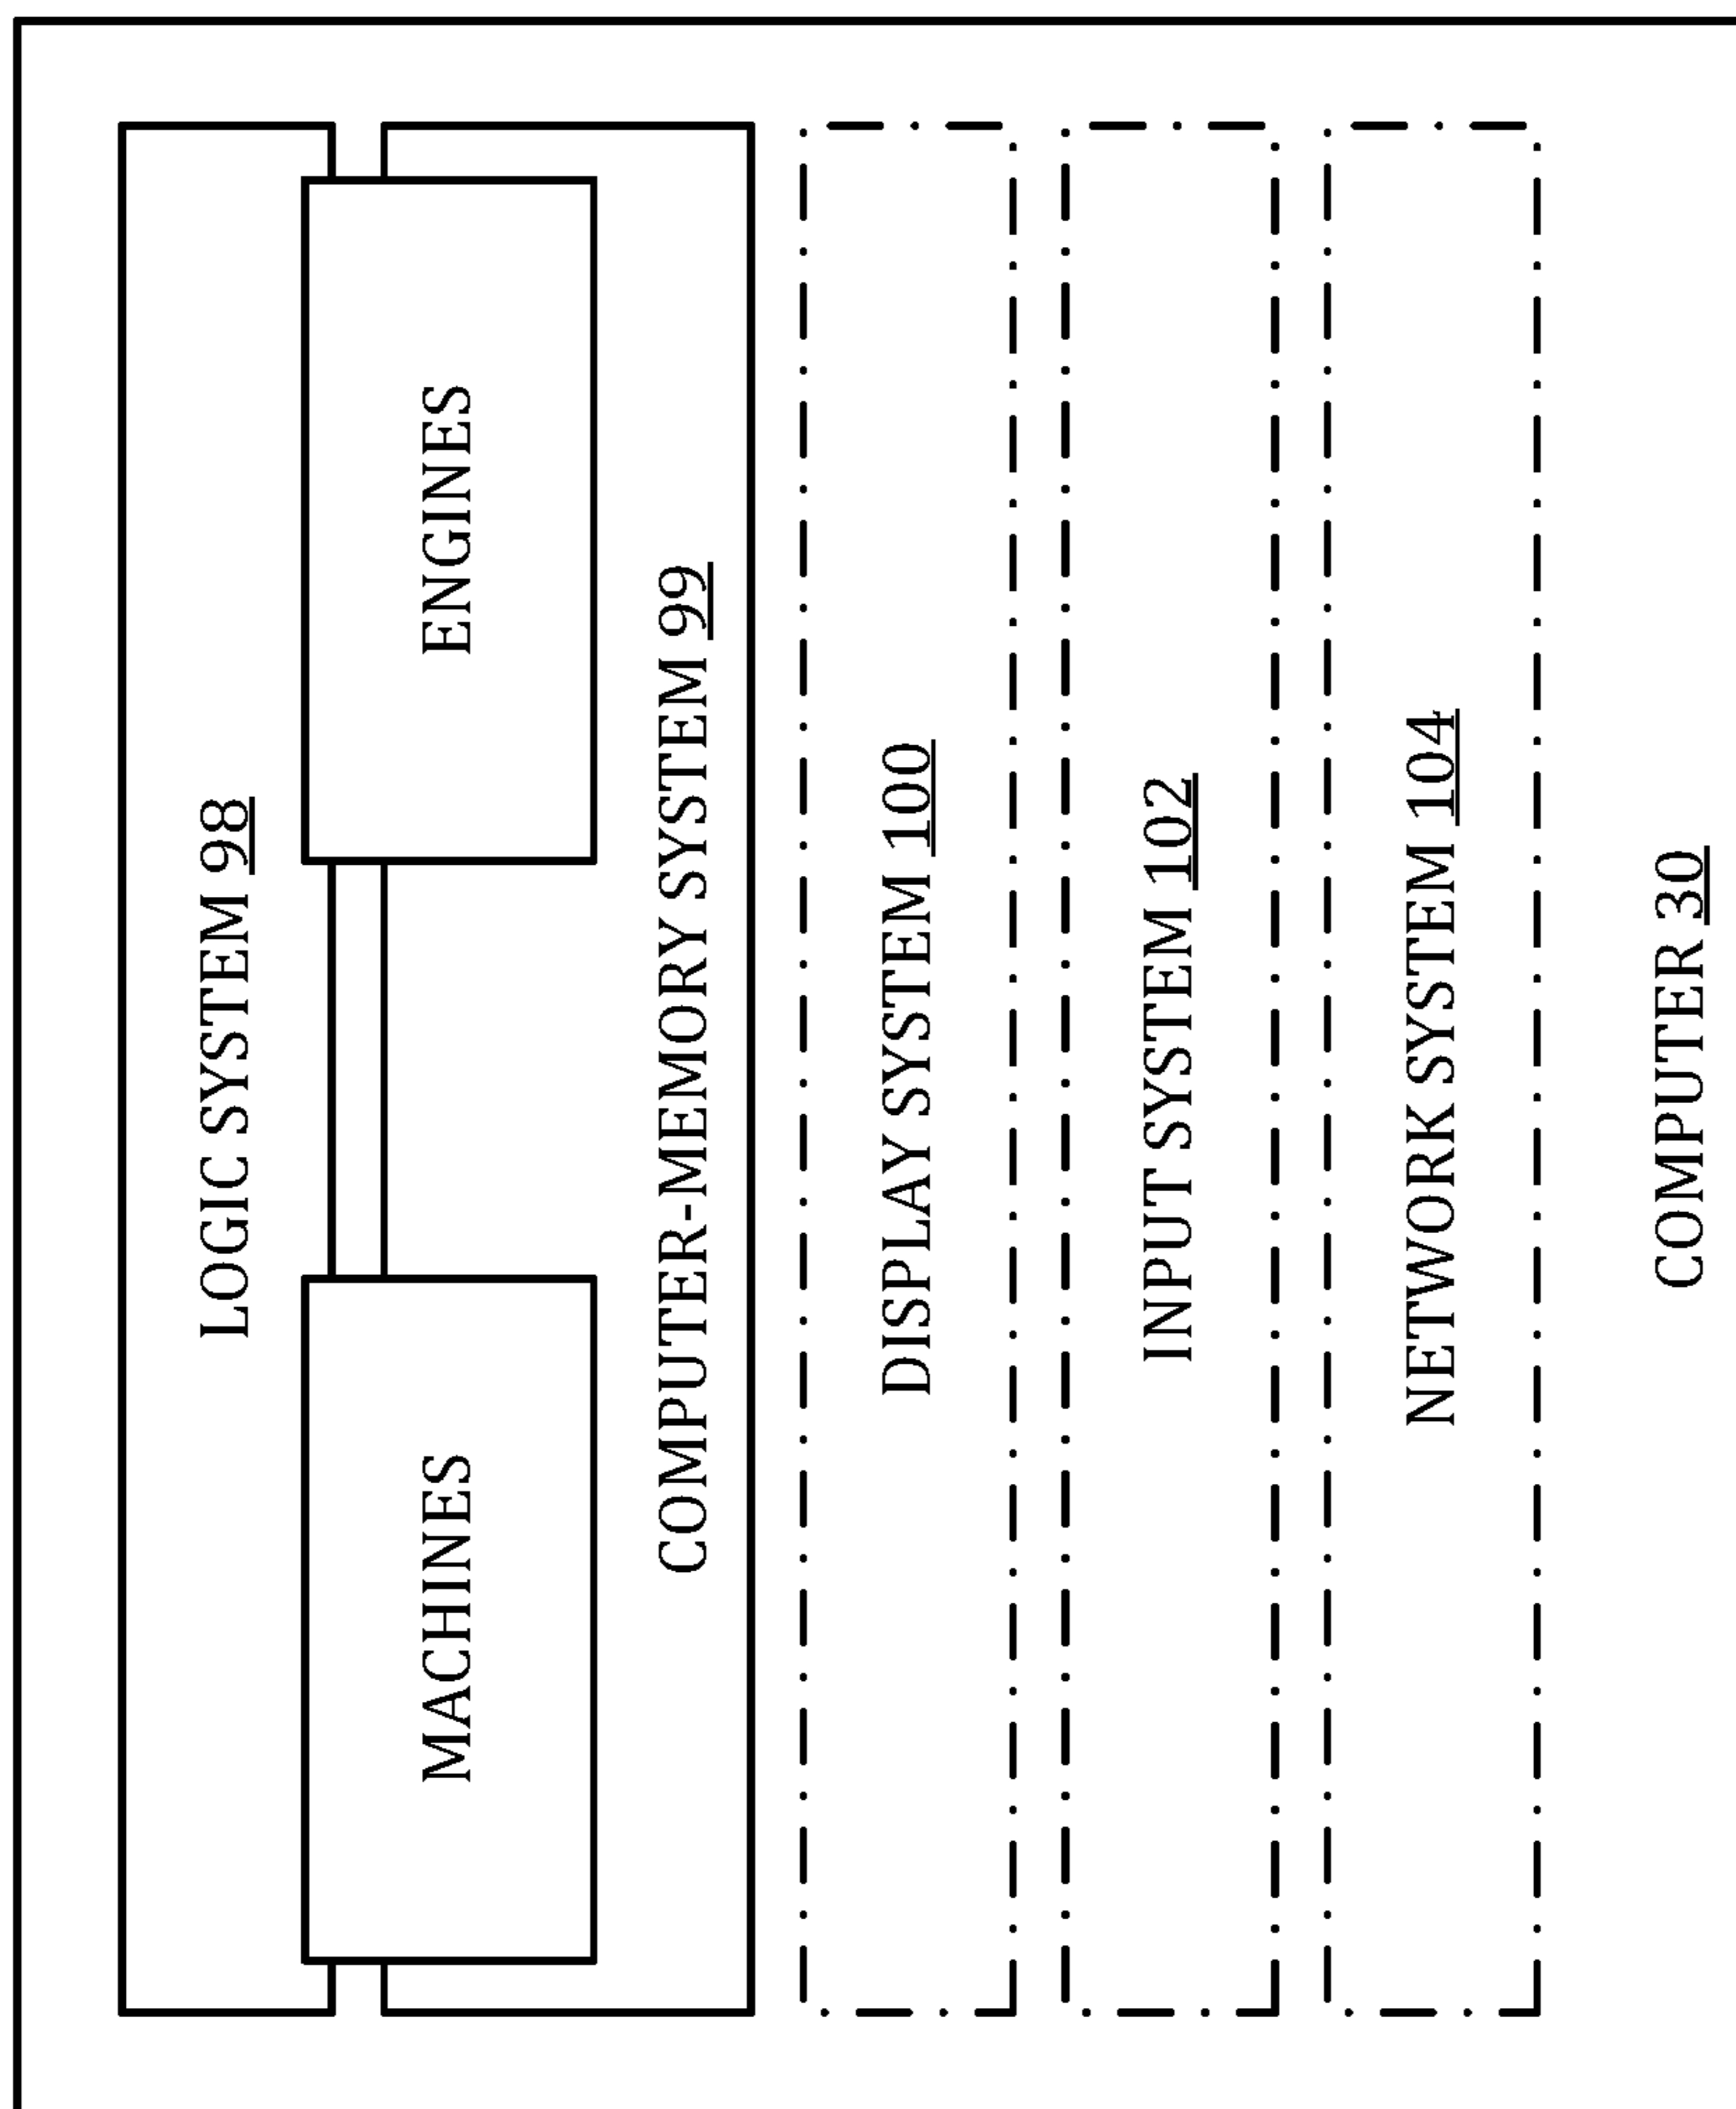 LOGIC SYSTEM 98
MACHINES
ENGINES
COMPUTER-MEMORY SYSTEM 99
DISPLAY SYSTEM 100
INPUT SYSTEM 102
NETWORK SYSTEM 104
COMPUTER 30